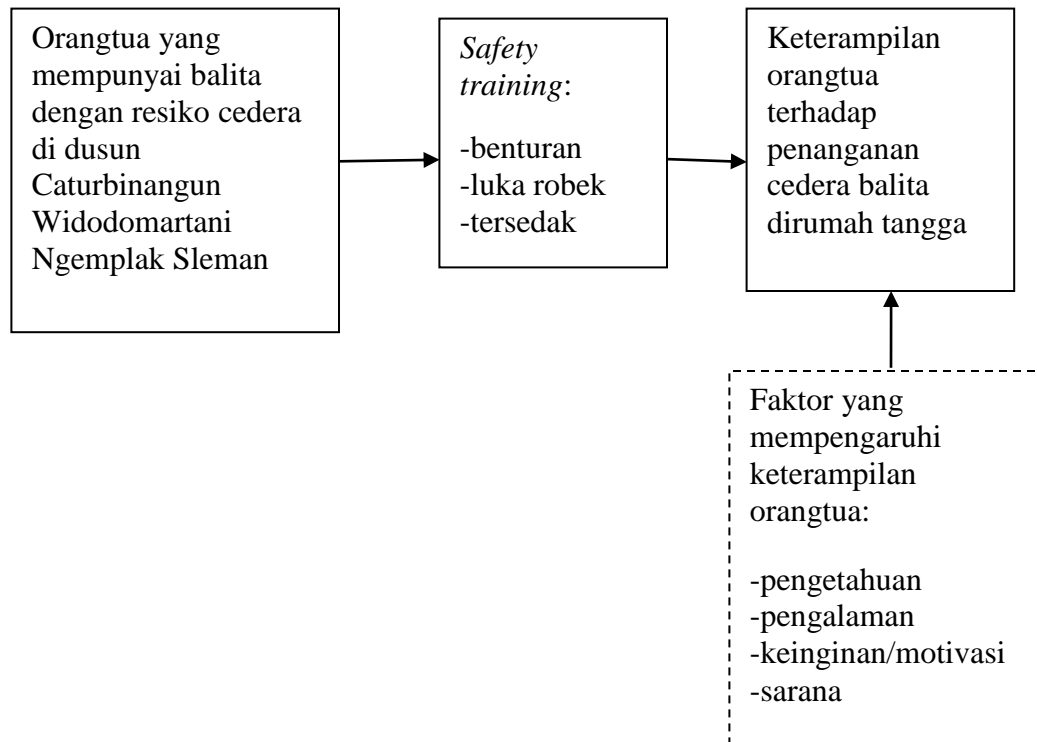 Orangtua yang
mempunyai balita
dengan resiko cedera
di dusun
Caturbinangun
Widodomartani
Ngemplak Sleman
Safety
training:
-benturan
-luka robek
-tersedak
Keterampilan
orangtua
terhadap
penanganan
cedera balita
dirumah tangga
Faktor yang
mempengaruhi
keterampilan
orangtua:
-pengetahuan
-pengalaman
-keinginan/motivasi
-sarana